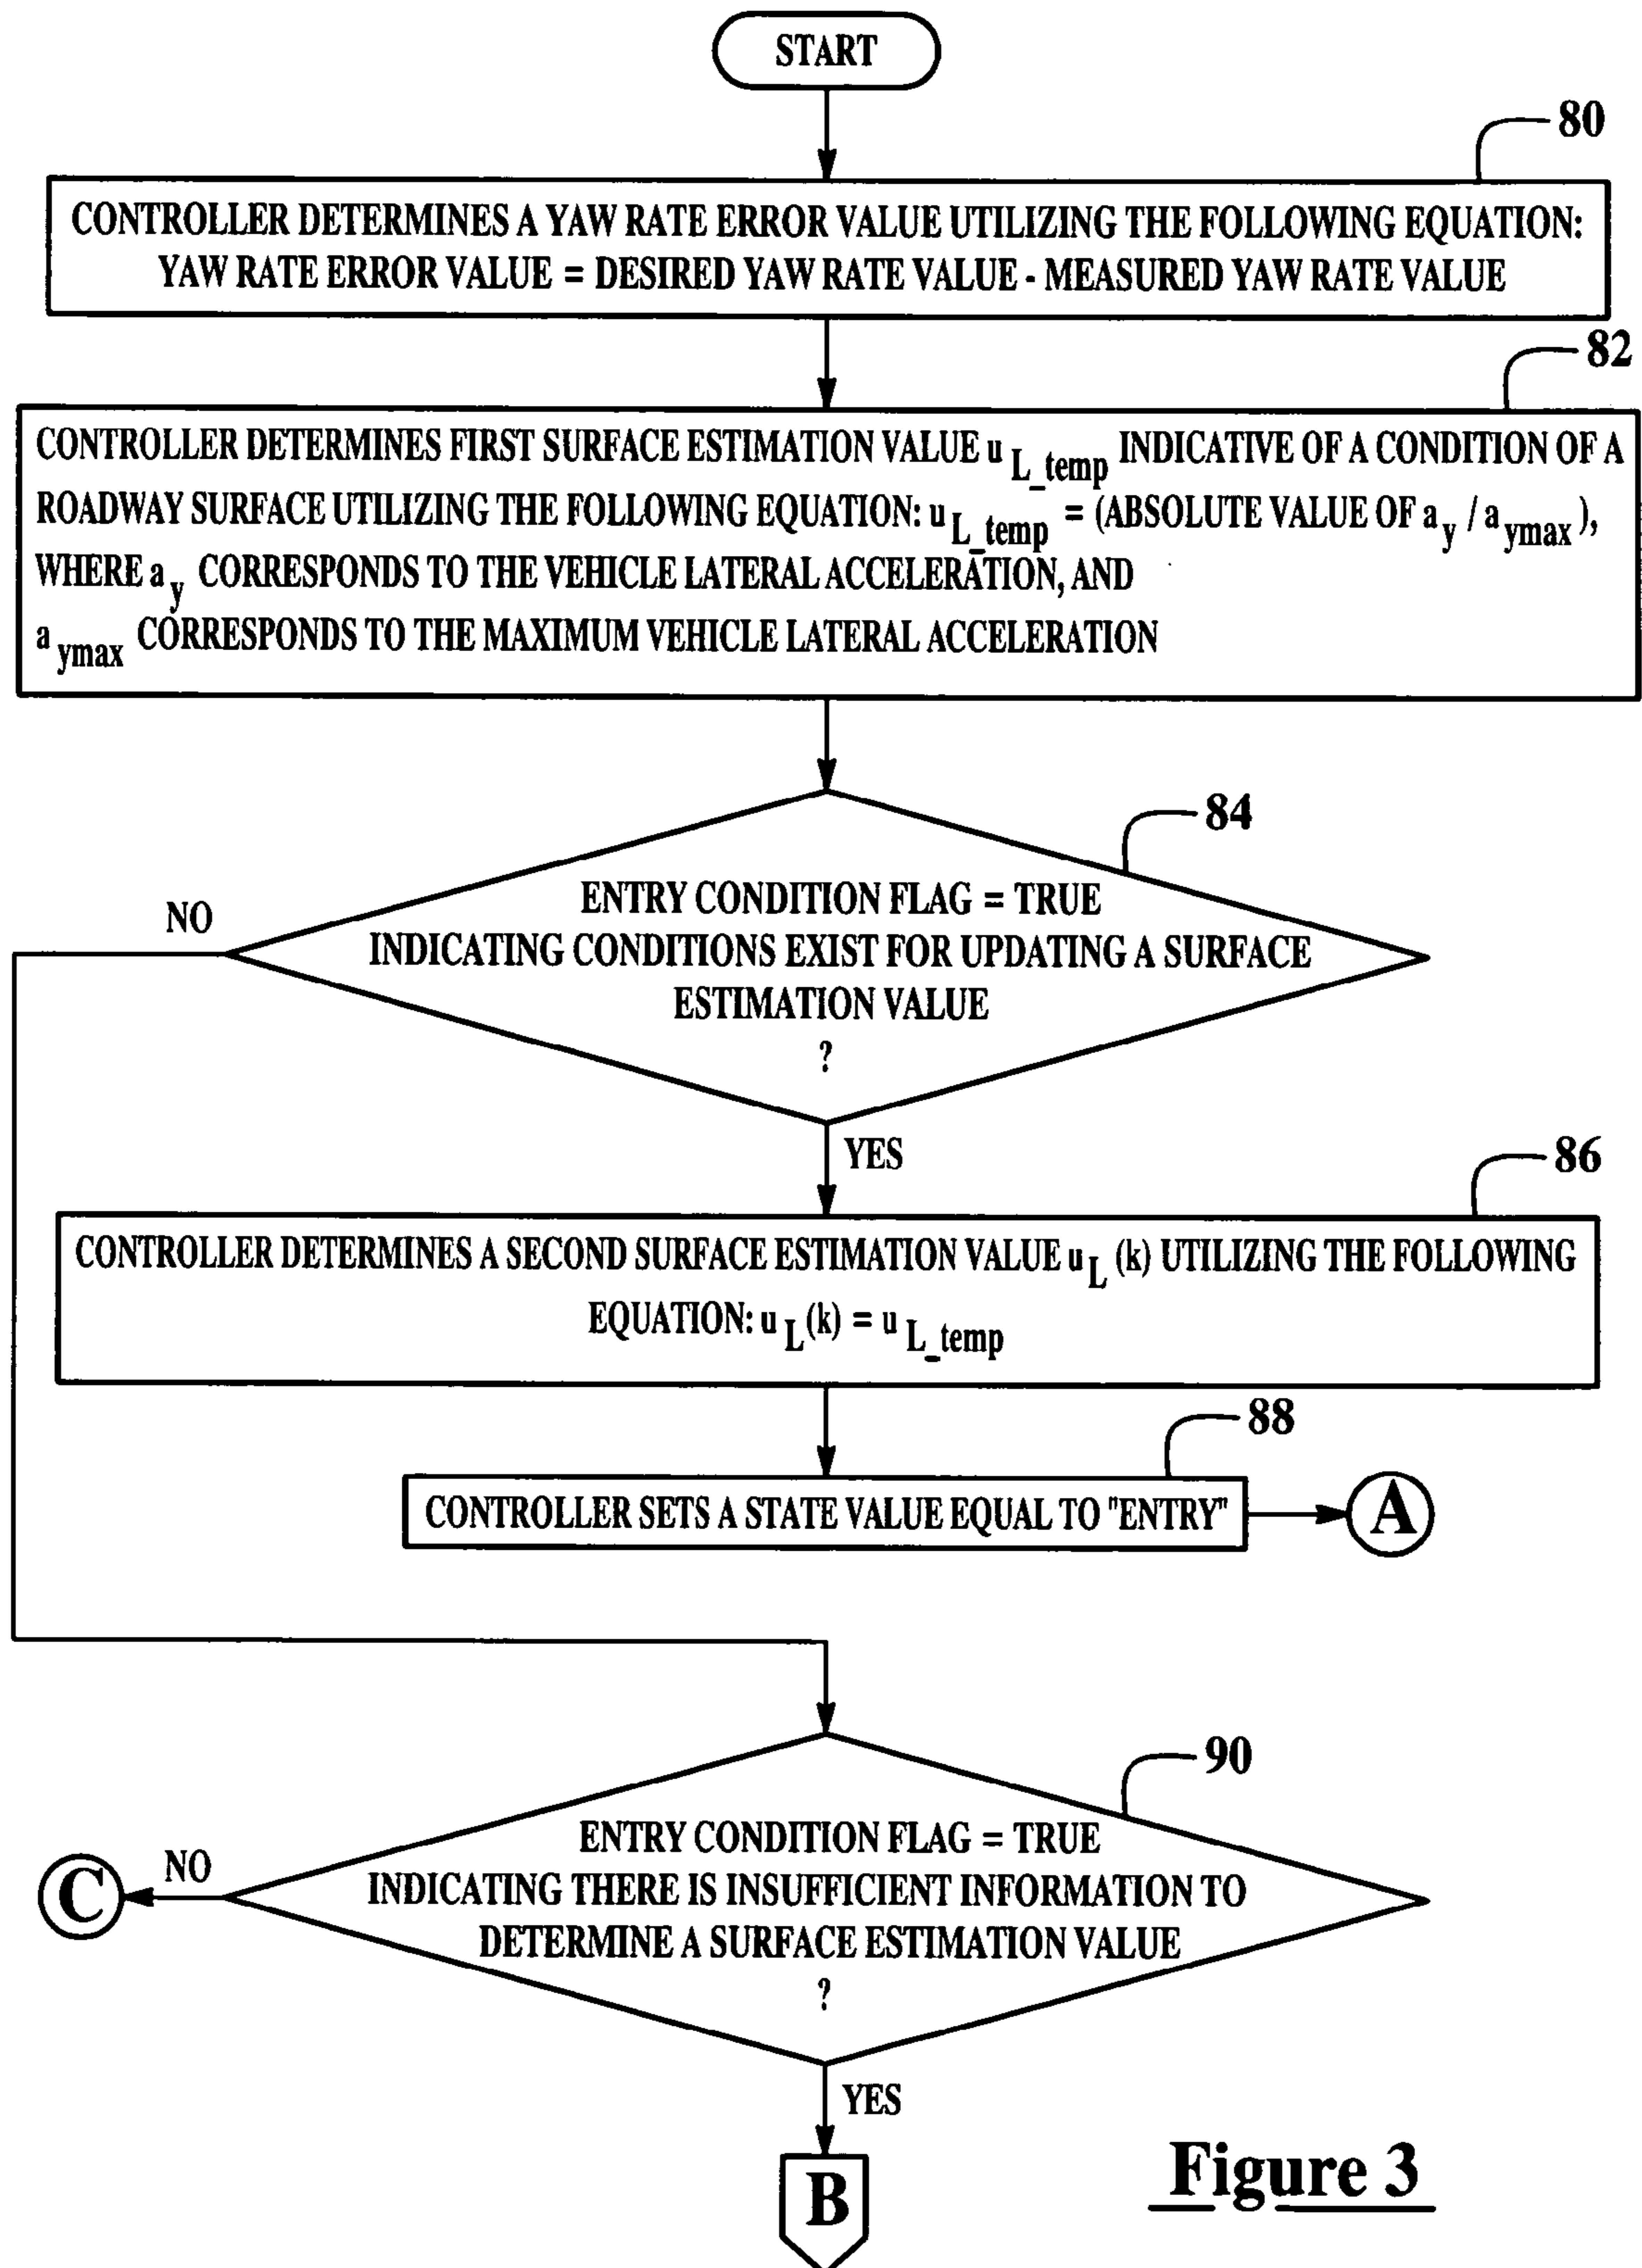 START
80
CONTROLLER DETERMINES A YAW RATE ERROR VALUE UTILIZING THE FOLLOWING EQUATION:
YAW RATE ERROR VALUE = DESIRED YAW RATE VALUE - MEASURED YAW RATE VALUE
82
CONTROLLER DETERMINES FIRST SURFACE ESTIMATION VALUE u L_temp INDICATIVE OF A CONDITION OF A
ROADWAY SURFACE UTILIZING THE FOLLOWING EQUATION: u L_temp = (ABSOLUTE VALUE OF a y / a ymax ),
WHERE a y CORRESPONDS TO THE VEHICLE LATERAL ACCELERATION, AND
a ymax CORRESPONDS TO THE MAXIMUM VEHICLE LATERAL ACCELERATION
84
NO
ENTRY CONDITION FLAG = TRUE
INDICATING CONDITIONS EXIST FOR UPDATING A SURFACE
ESTIMATION VALUE
?
YES
86
CONTROLLER DETERMINES A SECOND SURFACE ESTIMATION VALUE u L (k) UTILIZING THE FOLLOWING
EQUATION: u L (k) = u L_temp
88
CONTROLLER SETS A STATE VALUE EQUAL TO "ENTRY"
A
90
ENTRY CONDITION FLAG = TRUE
C
NO
INDICATING THERE IS INSUFFICIENT INFORMATION TO
DETERMINE A SURFACE ESTIMATION VALUE
?
YES
B
Figure 3